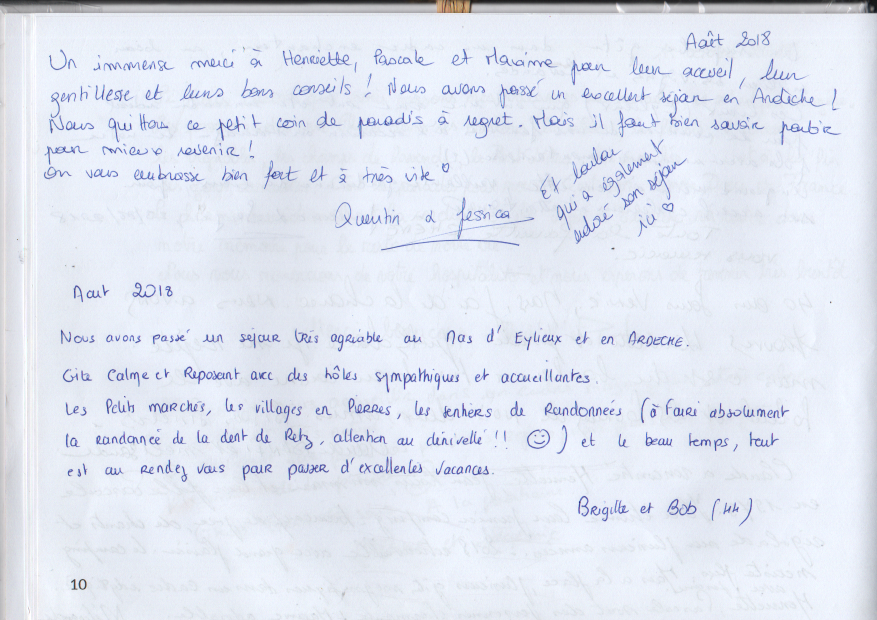 Août 2018
Un immense merci à Henriette, Pascale et Marianne pour leur accueil, leur
gentillesse et leurs bons conseils ! Nous avons passé un excellent séjour en Ardèche !
Nous quittons ce petit coin de paradis à regret. Mais il faut bien savoir partir
pour mieux revenir !
On vous embrasse bien fort et à très vite ♡
Quentin & Jessica
Et Loulou
qui a également
adoré son séjour
ici ♡
Aout 2018
Nous avons passé un sejour très agréable au Mas d'Eylieux et en ARDECHE.
Gite Calme et Reposant avec des hôtes sympathiques et accueillantes.
Les Petits marchés, les villages en Pierres, les sentiers de Randonnées (à faire absolument
la randonnée de la dent de Retz, attention au dénivellé !! ☺) et le beau temps, tout
est au rendez vous pour passer d'excellentes vacances.
Brigitte et Bob (44)
10